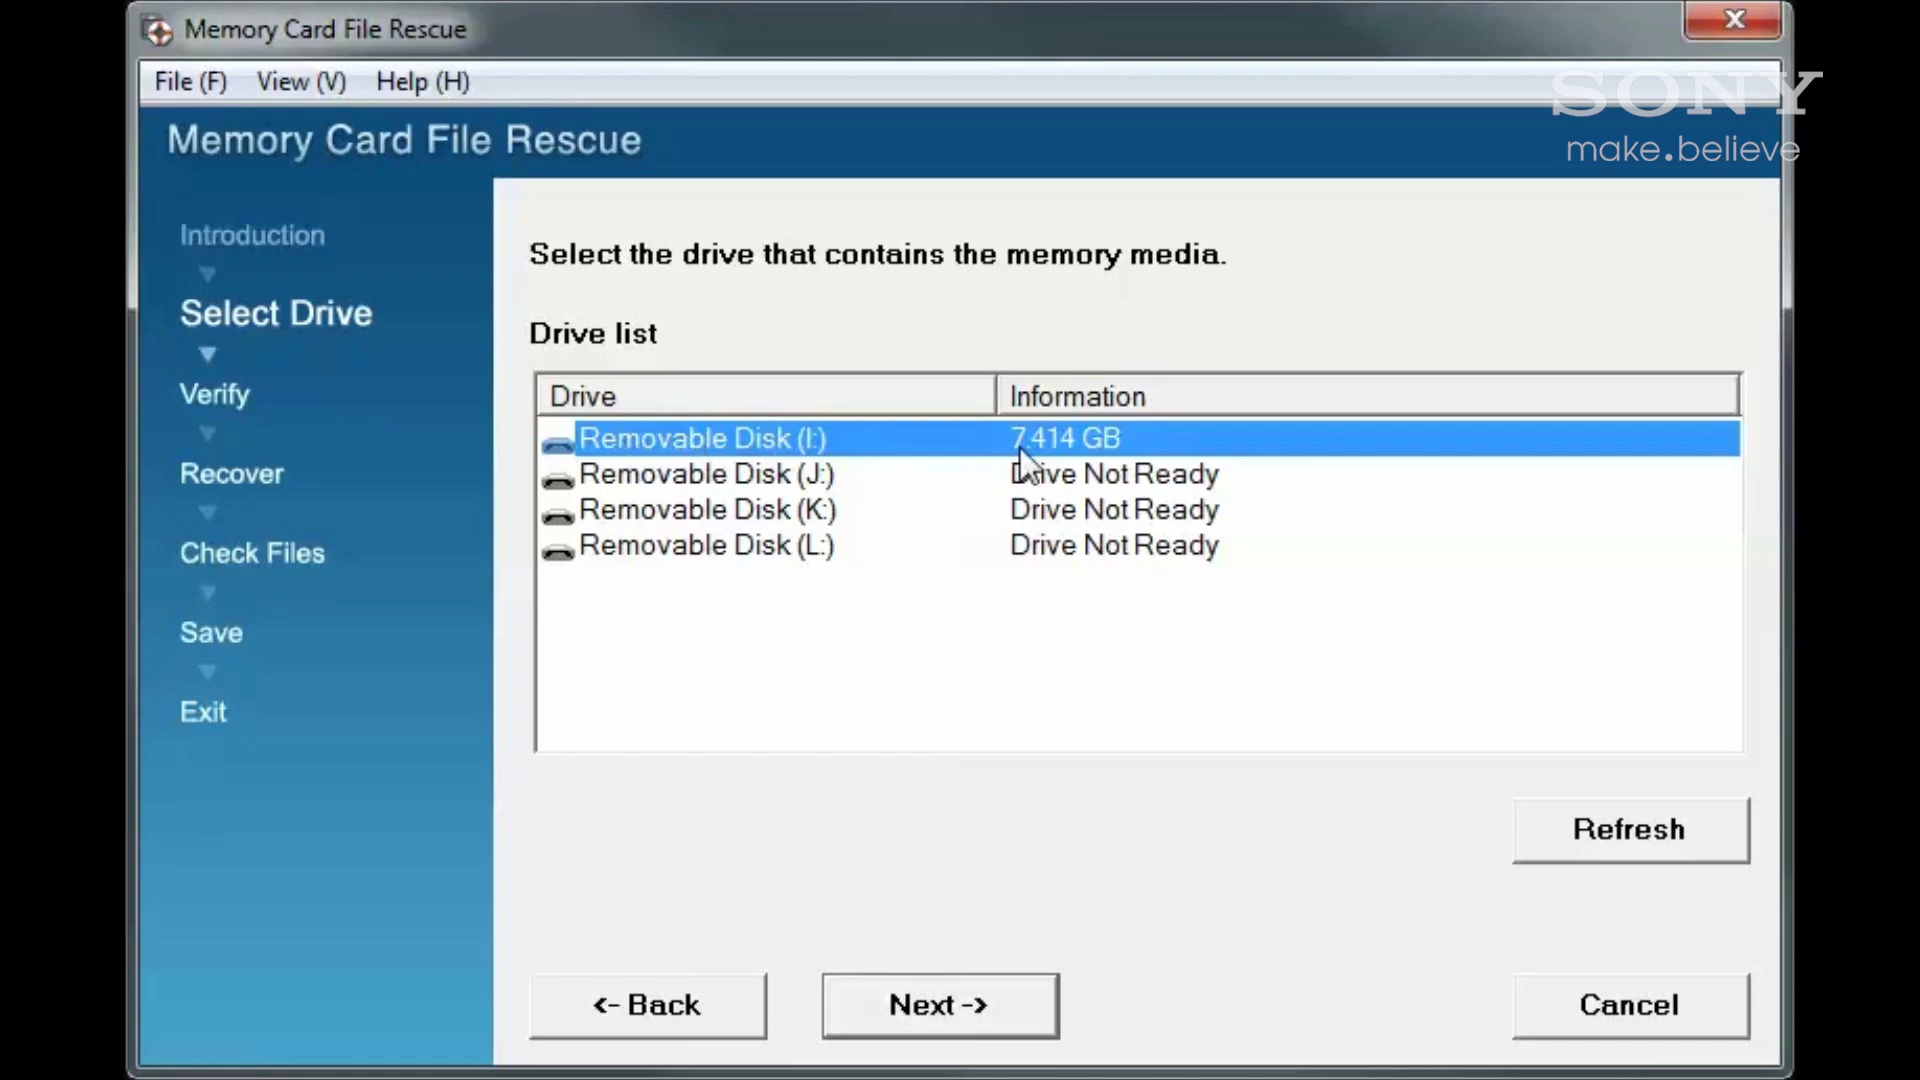 Memory Card File Rescue
File (F) View (V) Help (H)
SONY
make.believe
Memory Card File Rescue
Introduction
Select Drive
Verify
Recover
Check Files
Save
Exit
Select the drive that contains the memory media.
Drive list
Drive Information
Removable Disk (I:) 7.414 GB
Removable Disk (J:) Drive Not Ready
Removable Disk (K:) Drive Not Ready
Removable Disk (L:) Drive Not Ready
Refresh
<- Back Next -> Cancel